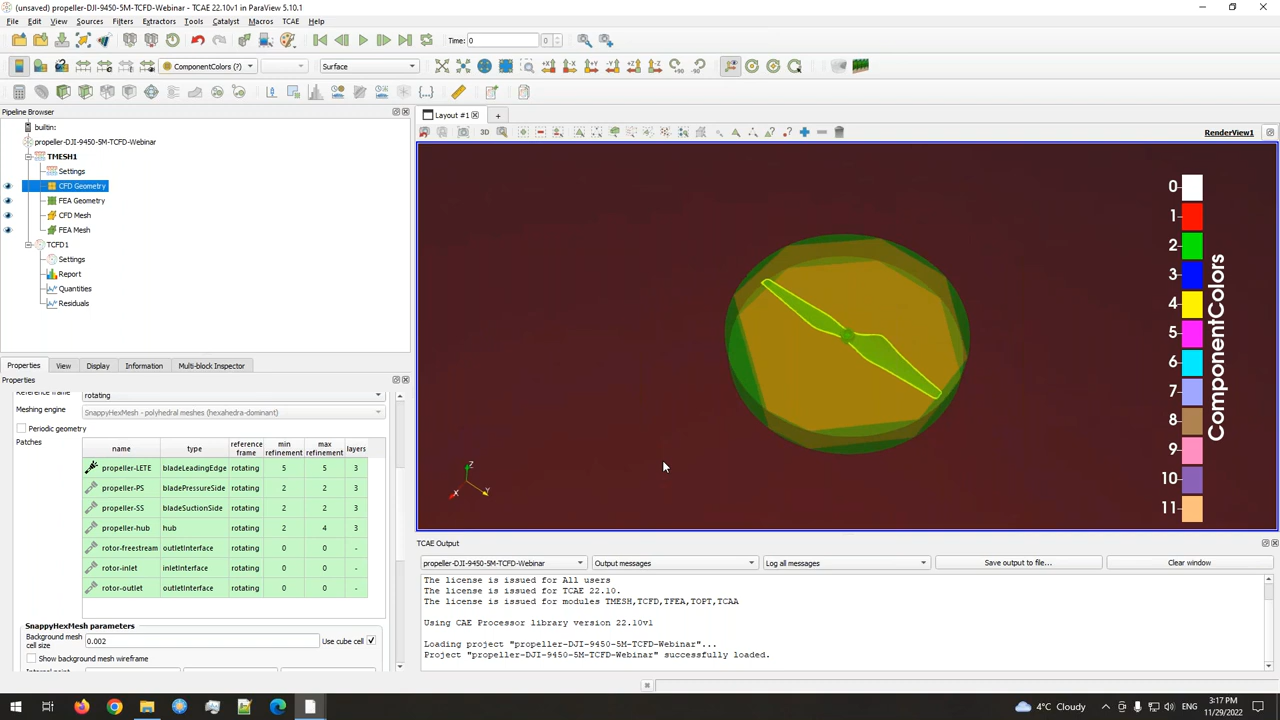 (unsaved) propeller-DJI-9450-5M-TCFD-Webinar - TCAE 22.10v1 in ParaView 5.10.1
File Edit View Sources Filters Extractors Tools Catalyst Macros TCAE Help
Time: 0 0
ComponentColors (?) Surface
Pipeline Browser
builtin:
propeller-DJI-9450-5M-TCFD-Webinar
TMESH1
Settings
CFD Geometry
FEA Geometry
CFD Mesh
FEA Mesh
TCFD1
Settings
Report
Quantities
Residuals
Properties View Display Information Multi-block Inspector
Properties
Reference frame rotating
Meshing engine SnappyHexMesh - polyhedral meshes (hexahedra-dominant)
Periodic geometry
Patches
name type reference frame min refinement max refinement layers
propeller-LETE bladeLeadingEdge rotating 5 5 3
propeller-PS bladePressureSide rotating 2 2 3
propeller-SS bladeSuctionSide rotating 2 2 3
propeller-hub hub rotating 2 4 3
rotor-freestream outletInterface rotating 0 0 -
rotor-inlet inletInterface rotating 0 0 -
rotor-outlet outletInterface rotating 0 0 -
SnappyHexMesh parameters
Background mesh cell size 0.002 Use cube cell
Show background mesh wireframe
Layout #1
3D
RenderView1
0
1
2
3
4
5
6
7
8
9
10
11
ComponentColors
Z
X
Y
TCAE Output
propeller-DJI-9450-5M-TCFD-Webinar Output messages Log all messages Save output to file... Clear window
The license is issued for All users
The license is issued for TCAE 22.10.
The license is issued for modules TMESH,TCFD,TFEA,TOPT,TCAA
Using CAE Processor library version 22.10v1
Loading project "propeller-DJI-9450-5M-TCFD-Webinar"...
Project "propeller-DJI-9450-5M-TCFD-Webinar" successfully loaded.
4°C Cloudy ENG 3:17 PM
11/29/2022